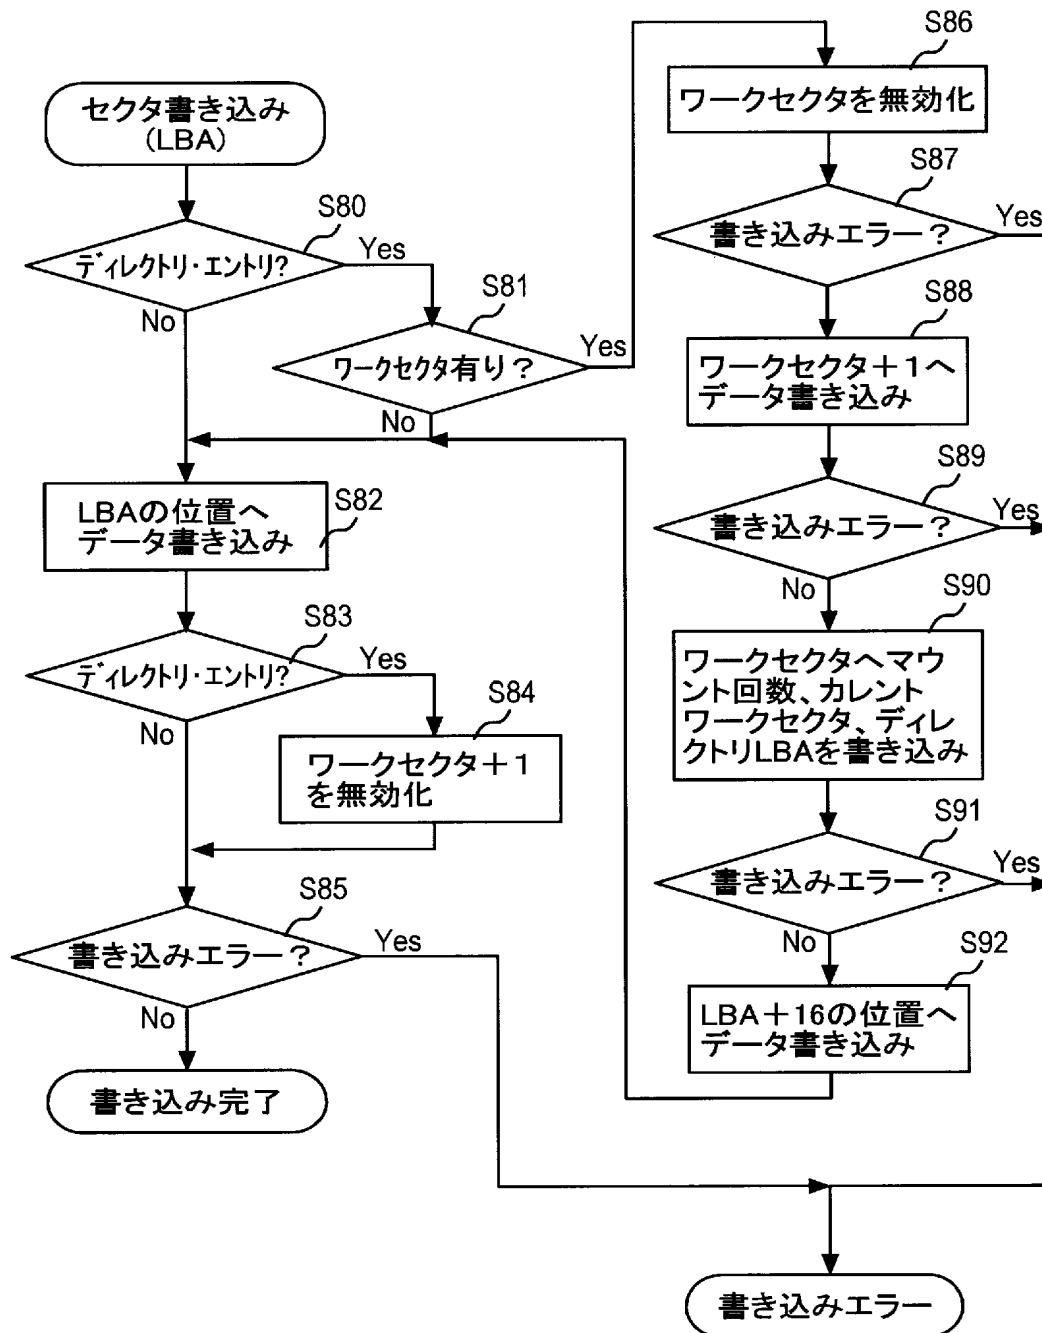 セクタ書き込み
(LBA)
S80
ディレクトリ・エントリ?
Yes
No
S81
ワークセクタ有り？
Yes
No
S82
LBAの位置へ
データ書き込み
S83
ディレクトリ・エントリ?
Yes
No
S84
ワークセクタ＋1
を無効化
S85
書き込みエラー？
Yes
No
書き込み完了
S86
ワークセクタを無効化
S87
書き込みエラー？
Yes
S88
ワークセクタ＋1へ
データ書き込み
S89
書き込みエラー？
Yes
No
S90
ワークセクタへマウ
ント回数、カレント
ワークセクタ、ディレ
クトリLBAを書き込み
S91
書き込みエラー？
Yes
No
S92
LBA＋16の位置へ
データ書き込み
書き込みエラー